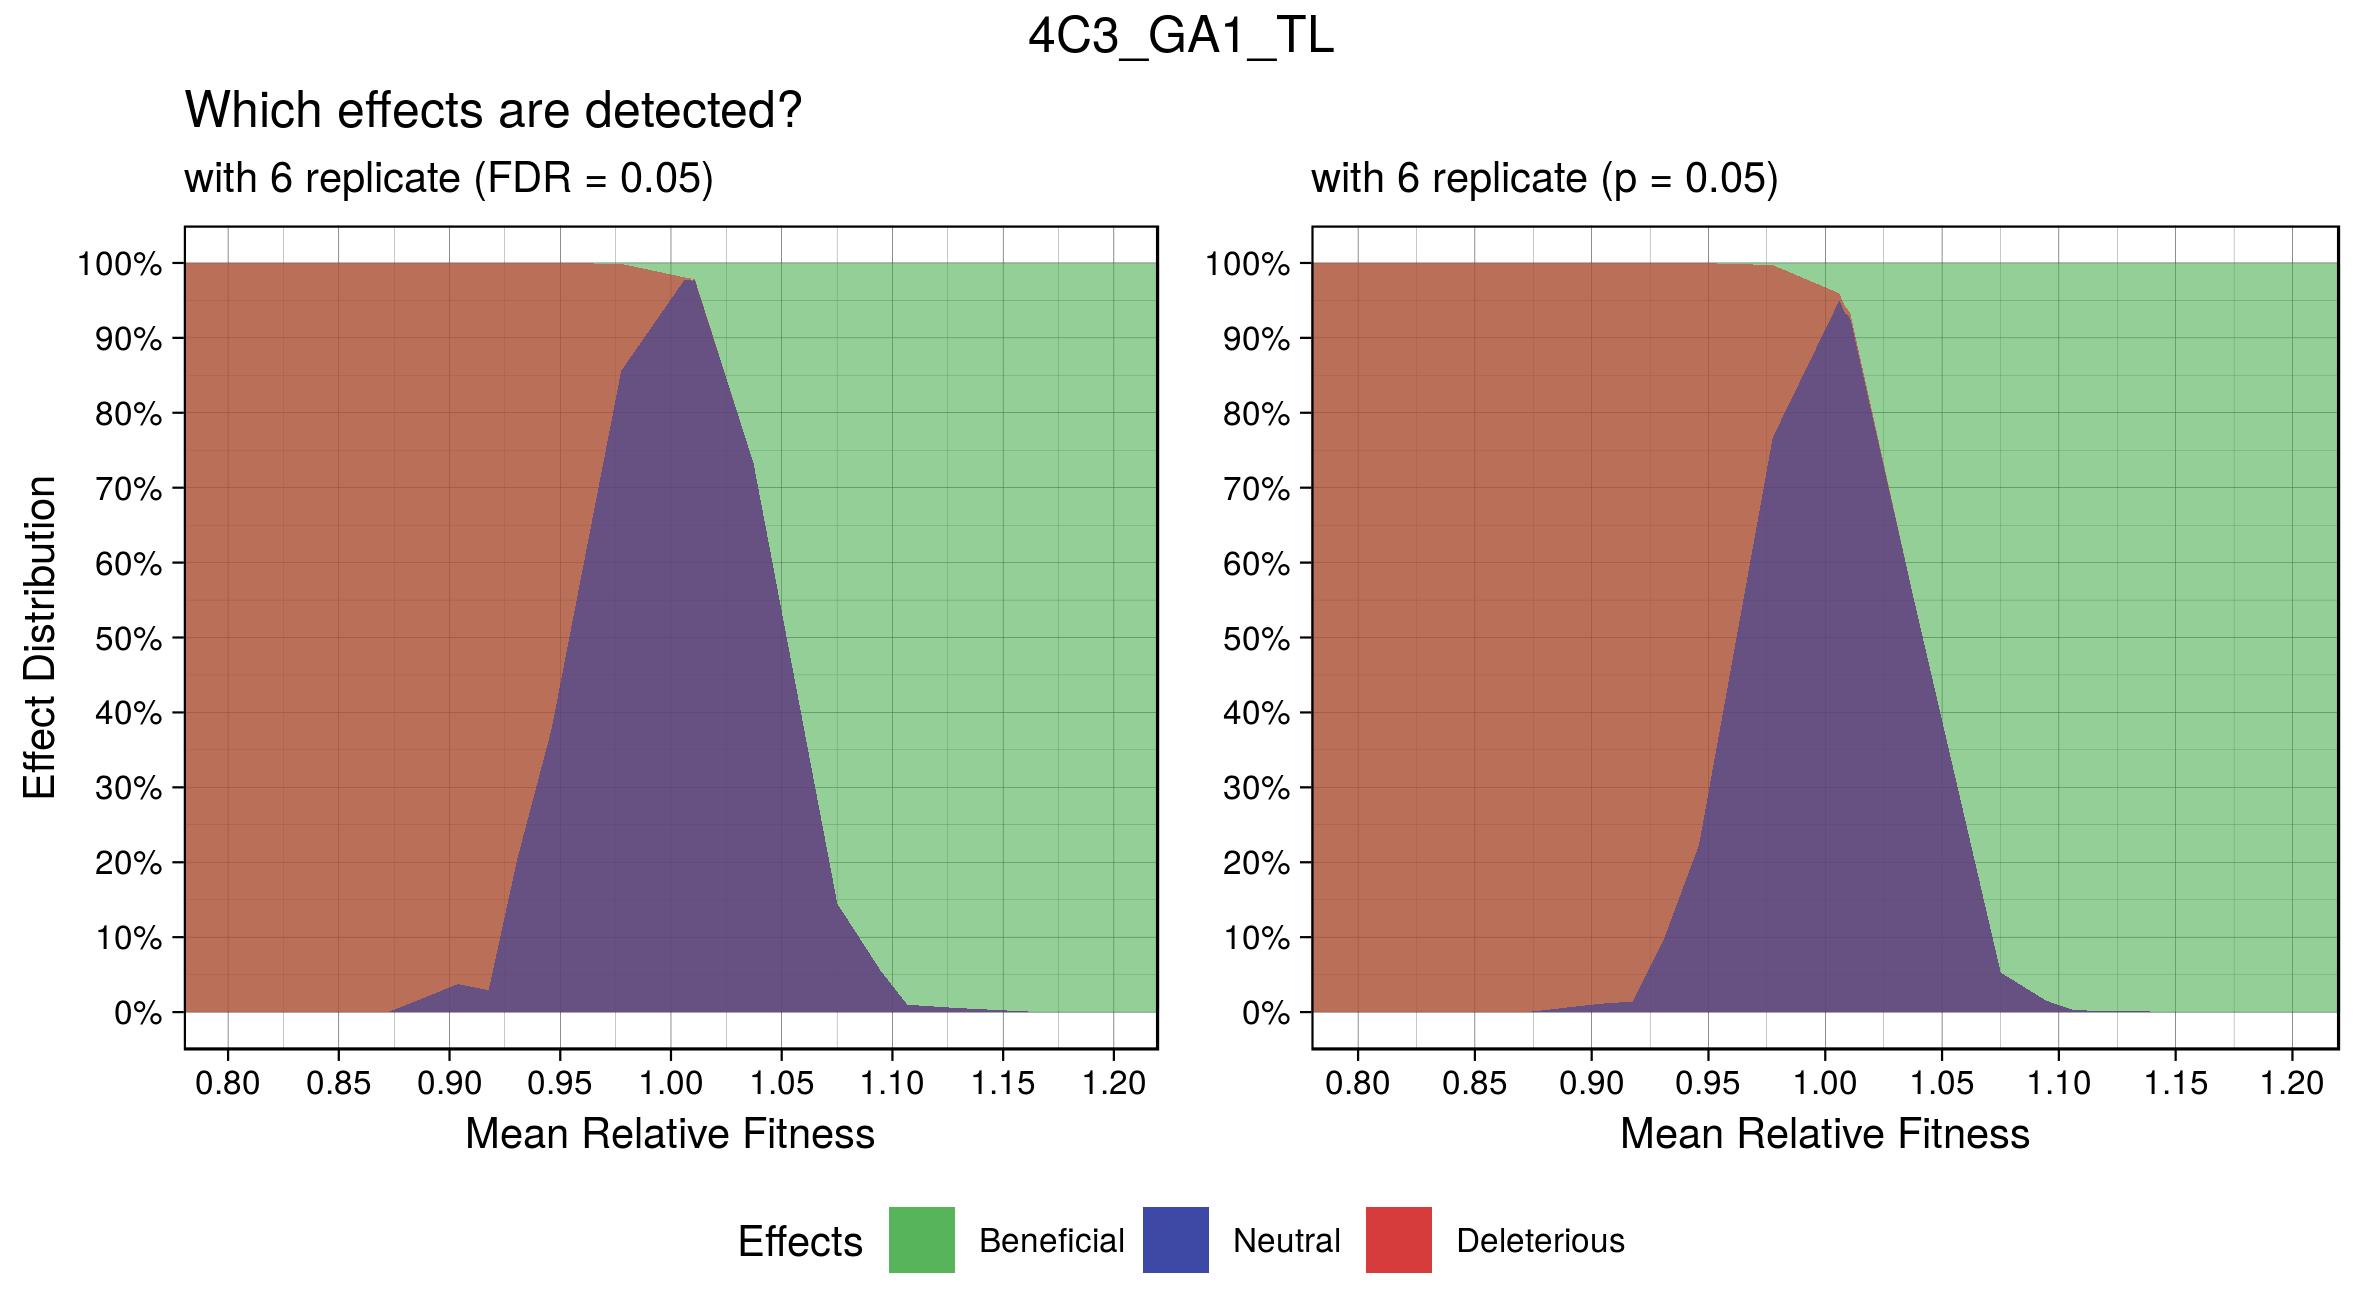 4C3_GA1_TL
Which effects are detected?
with 6 replicate (FDR = 0.05)
with 6 replicate (p = 0.05)
Effect Distribution
100%
90%
80%
70%
60%
50%
40%
30%
20%
10%
0%
0.80 0.85 0.90 0.95 1.00 1.05 1.10 1.15 1.20
Mean Relative Fitness
100%
90%
80%
70%
60%
50%
40%
30%
20%
10%
0%
0.80 0.85 0.90 0.95 1.00 1.05 1.10 1.15 1.20
Mean Relative Fitness
Effects Beneficial Neutral Deleterious